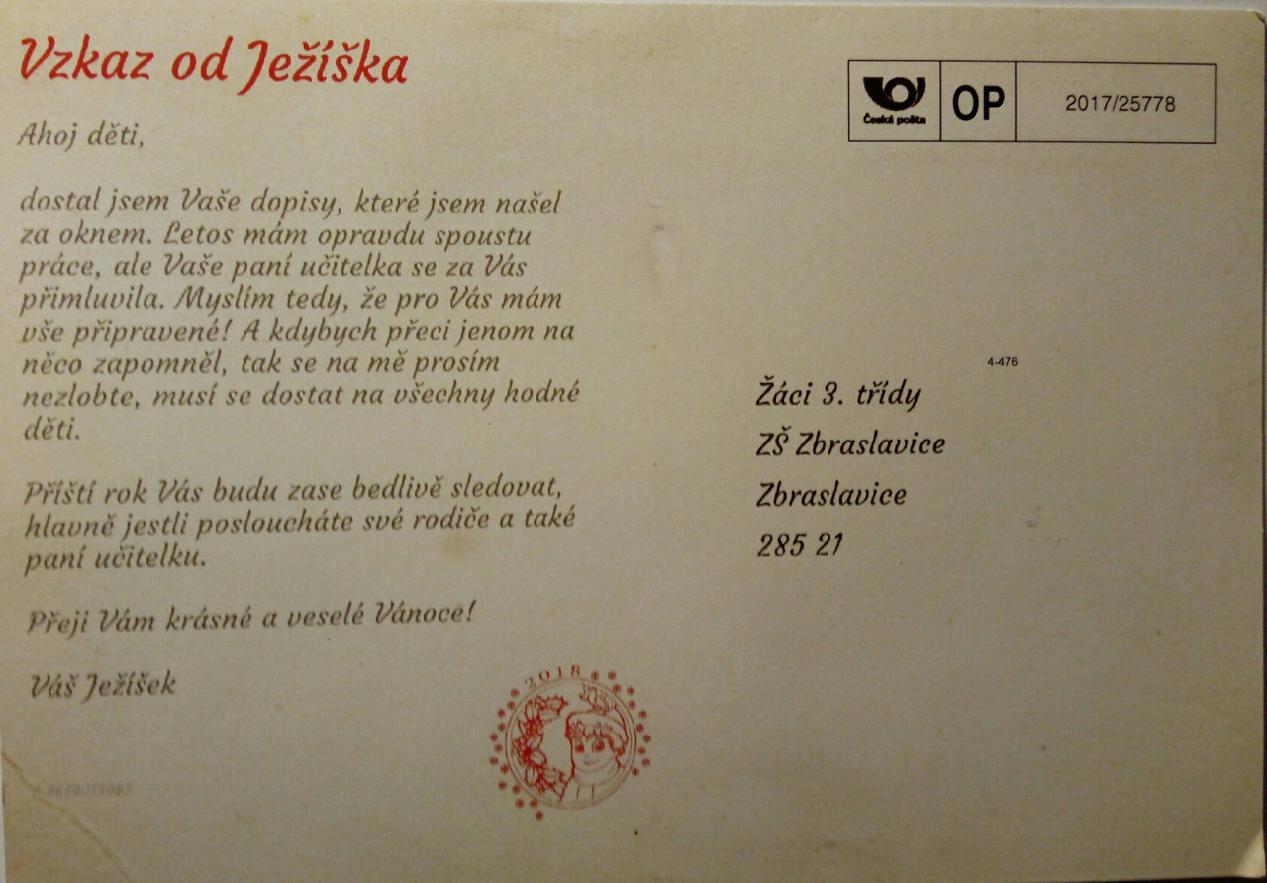 Vzkaz od Ježíška
Ahoj děti,
dostal jsem Vaše dopisy, které jsem našel
za oknem. Letos mám opravdu spoustu
práce, ale Vaše paní učitelka se za Vás
přimluvila. Myslím tedy, že pro Vás mám
vše připravené! A kdybych přeci jenom na
něco zapomněl, tak se na mě prosím
nezlobte, musí se dostat na všechny hodné
děti.
Příští rok Vás budu zase bedlivě sledovat,
hlavně jestli posloucháte své rodiče a také
paní učitelku.
Přeji Vám krásné a veselé Vánoce!
Váš Ježíšek
2018
Česká pošta
OP
2017/25778
4-476
Žáci 3. třídy
ZŠ Zbraslavice
Zbraslavice
285 21